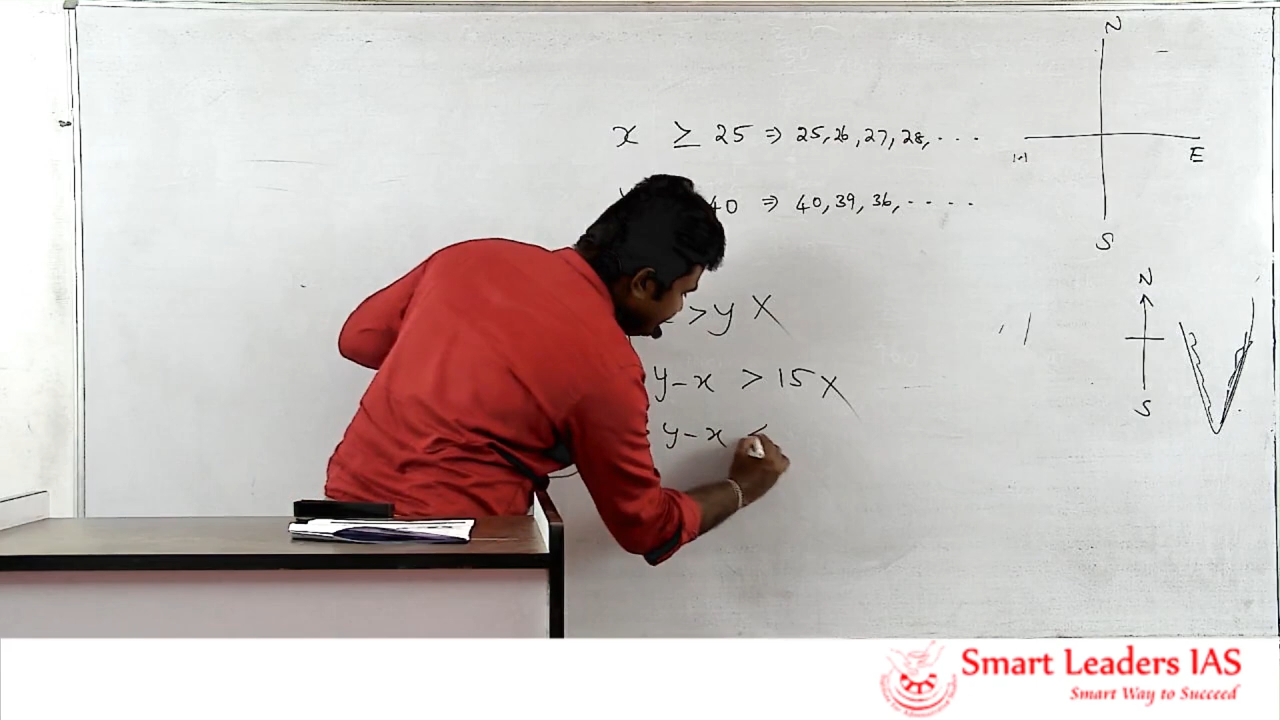 x ≥ 25 ⇒ 25, 26, 27, 28, ....
40 ⇒ 40, 39, 36, ....
> y X
y - x > 15 X
y - x <
N
E
S
N
S
Smart Leaders IAS
Smart Way to Succeed